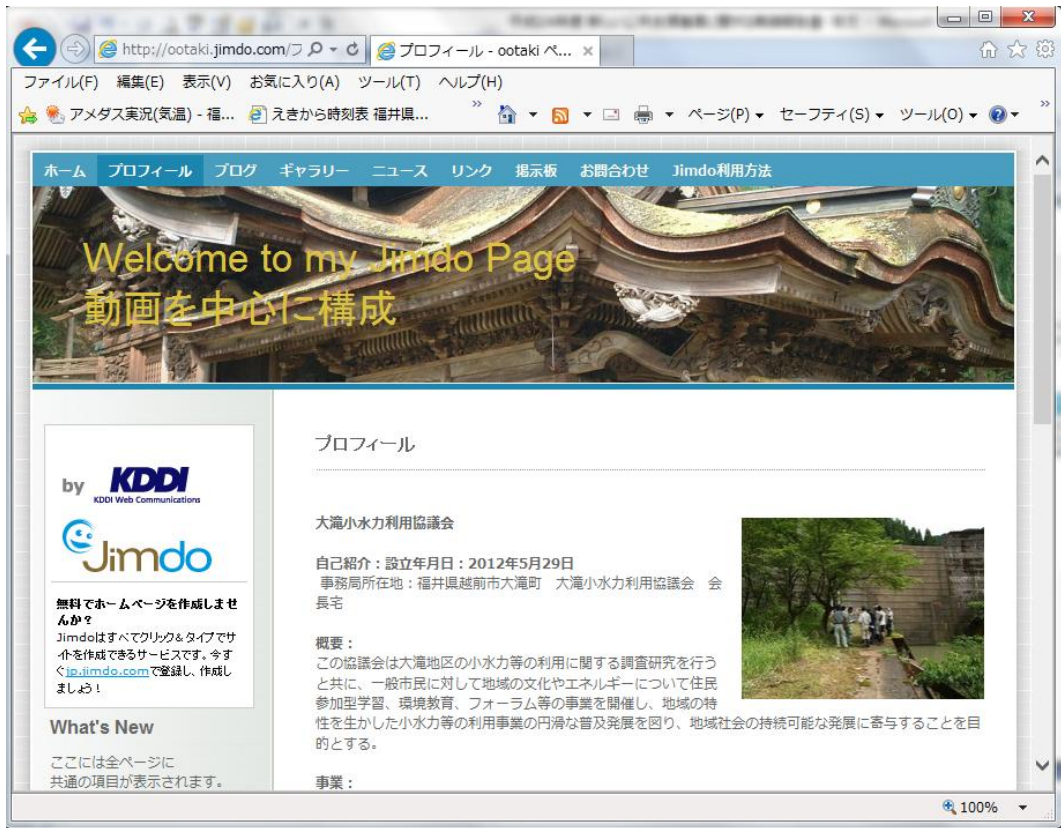 http://ootaki.jimdo.com/プ
プロフィール - ootaki ペ...
ファイル(F) 編集(E) 表示(V) お気に入り(A) ツール(T) ヘルプ(H)
アメダス実況(気温) - 福... えきから時刻表 福井県... » ページ(P) セーフティ(S) ツール(O) »
ホーム プロフィール ブログ ギャラリー ニュース リンク 掲示板 お問合わせ Jimdo利用方法
Welcome to my Jimdo Page
動画を中心に構成
by KDDI
KDDI Web Communications
Jimdo
無料でホームページを作成しませ
んか?
Jimdoはすべてクリック&タイプでサ
イトを作成できるサービスです。今す
ぐjp.jimdo.comで登録し、作成し
ましょう!
What's New
ここには全ページに
共通の項目が表示されます。
プロフィール
大滝小水力利用協議会
自己紹介:設立年月日:2012年5月29日
事務局所在地:福井県越前市大滝町 大滝小水力利用協議会 会
長宅
概要:
この協議会は大滝地区の小水力等の利用に関する調査研究を行う
と共に、一般市民に対して地域の文化やエネルギーについて住民
参加型学習、環境教育、フォーラム等の事業を開催し、地域の特
性を生かした小水力等の利用事業の円滑な普及発展を図り、地域社会の持続可能な発展に寄与することを目
的とする。
事業:
100%